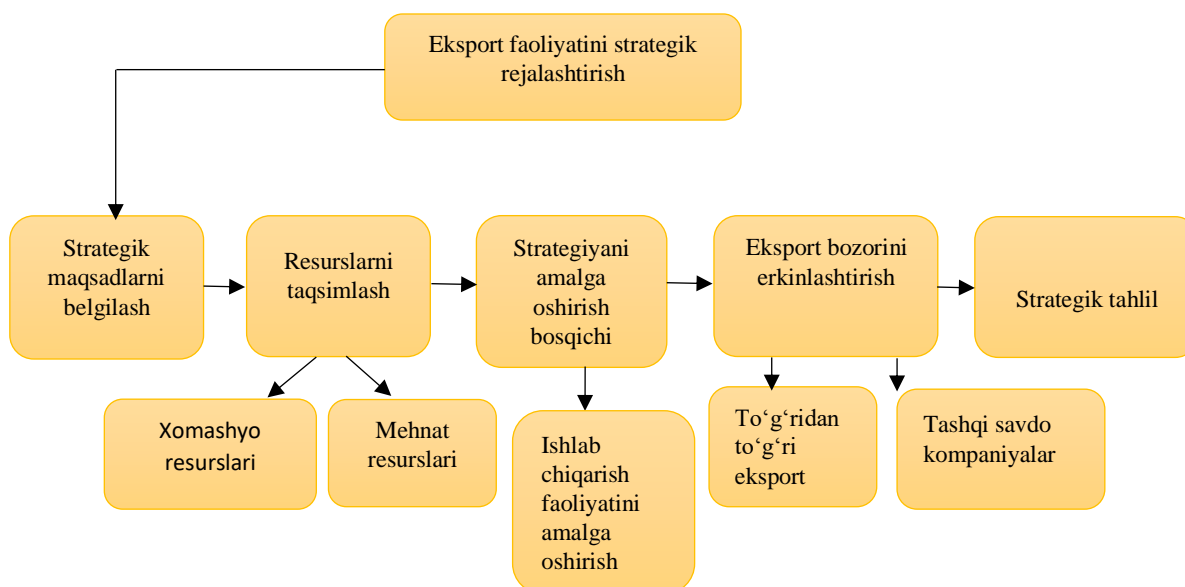 Eksport faoliyatini strategik
rejalashtirish
Strategik
maqsadlarni
belgilash
Resurslarni
taqsimlash
Strategiyani
amalga
oshirish
bosqichi
Eksport bozorini
erkinlashtirish
Strategik tahlil
Xomashyo
resurslari
Mehnat
resurslari
Ishlab
chiqarish
faoliyatini
amalga
oshirish
To‘g‘ridan
to‘g‘ri
eksport
Tashqi savdo
kompaniyalar